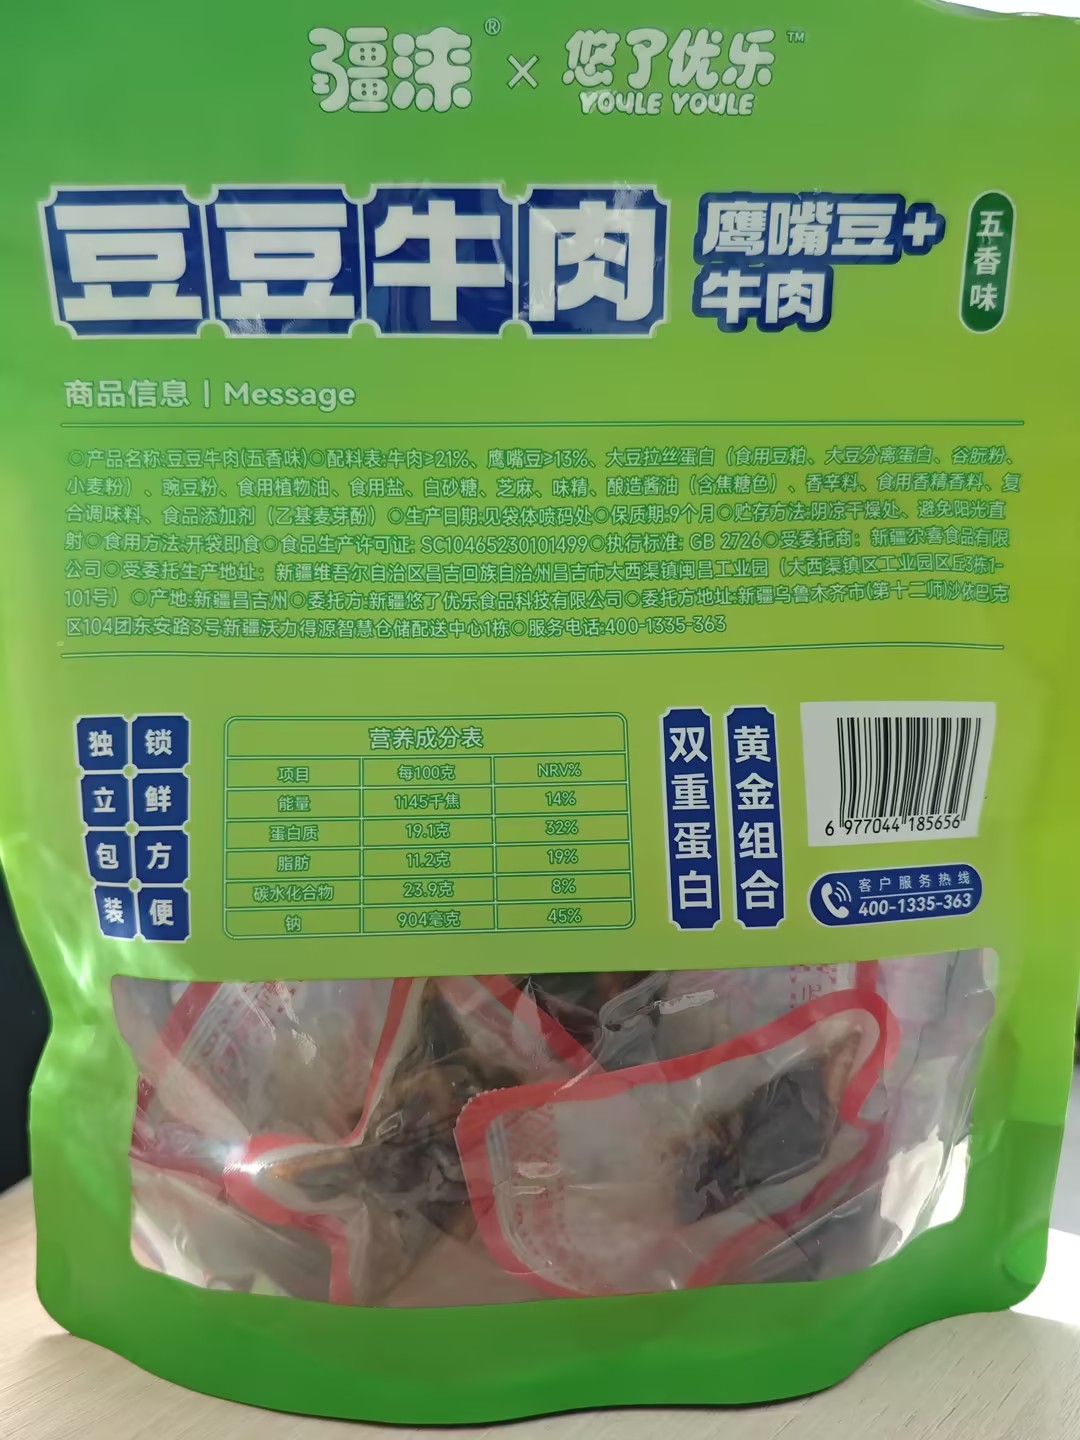 疆涞® × 悠了优乐™
YOULE YOULE
豆豆牛肉
鹰嘴豆+
牛肉
五香味
商品信息 | Message
◎产品名称:豆豆牛肉(五香味)◎配料表:牛肉≥21%、鹰嘴豆≥13%、大豆拉丝蛋白（食用豆粕、大豆分离蛋白、谷朊粉、
小麦粉）、豌豆粉、食用植物油、食用盐、白砂糖、芝麻、味精、酿造酱油（含焦糖色）、香辛料、食用香精香料、复
合调味料、食品添加剂（乙基麦芽酚）◎生产日期:见袋体喷码处◎保质期:9个月◎贮存方法:阴凉干燥处、避免阳光直
射◎食用方法:开袋即食◎食品生产许可证: SC10465230101499◎执行标准: GB 2726◎受委托商：新疆尔喜食品有限
公司◎受委托生产地址：新疆维吾尔自治区昌吉回族自治州昌吉市大西渠镇闽昌工业园（大西渠镇区工业园区丘3栋1-
101号）◎产地:新疆昌吉州◎委托方:新疆悠了优乐食品科技有限公司◎委托方地址:新疆乌鲁木齐市(第十二师)沙依巴克
区104团东安路3号新疆沃力得源智慧仓储配送中心1栋◎服务电话:400-1335-363
独立包装
锁鲜方便
营养成分表
项目 每100克 NRV%
能量 1145千焦 14%
蛋白质 19.1克 32%
脂肪 11.2克 19%
碳水化合物 23.9克 8%
钠 904毫克 45%
双重蛋白
黄金组合
6 977044 185656
客户服务热线
400-1335-363